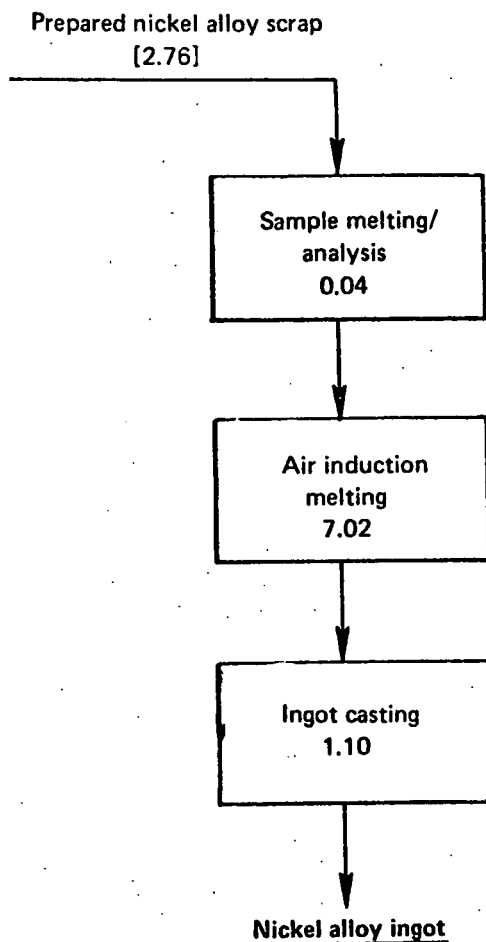 Prepared nickel alloy scrap
[2.76]
Sample melting/
analysis
0.04
Air induction
melting
7.02
Ingot casting
1.10
Nickel alloy ingot